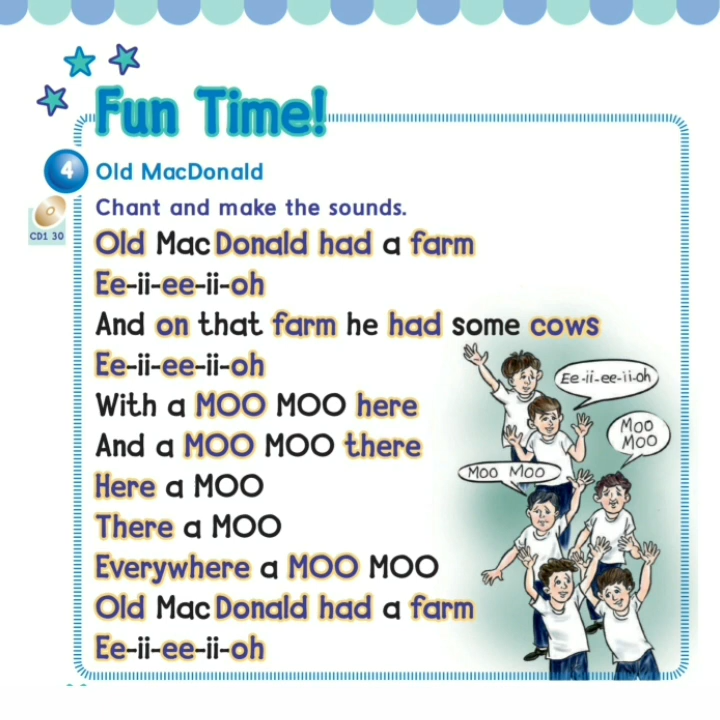 Fun Time!
4 Old MacDonald
CD1 30
Chant and make the sounds.
Old MacDonald had a farm
Ee-ii-ee-ii-oh
And on that farm he had some cows
Ee-ii-ee-ii-oh
With a MOO MOO here
And a MOO MOO there
Here a MOO
There a MOO
Everywhere a MOO MOO
Old MacDonald had a farm
Ee-ii-ee-ii-oh
Ee-ii-ee-ii-oh
Moo
Moo
Moo Moo